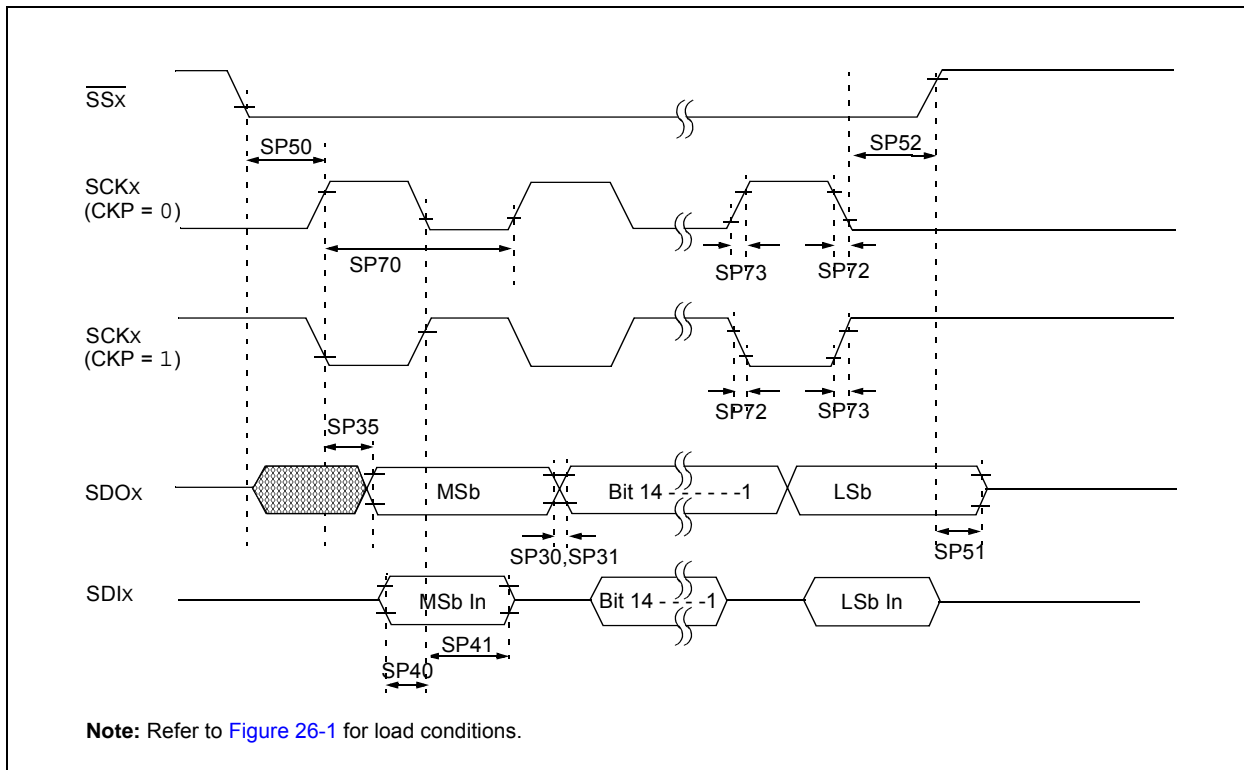 SSx
SP50
SP52
SCKx
(CKP = 0)
SP70
SP73
SP72
SCKx
(CKP = 1)
SP72
SP73
SP35
SDOx
MSb
Bit 14 - - - - - -1
LSb
SP30,SP31
SP51
SDIx
MSb In
Bit 14 - - - -1
LSb In
SP41
SP40
Note: Refer to Figure 26-1 for load conditions.